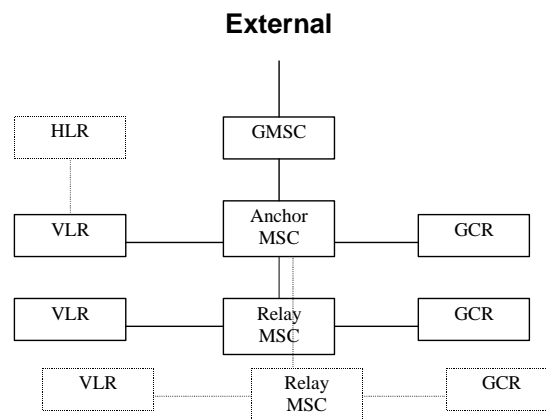 External
HLR
GMSC
VLR
Anchor
MSC
GCR
VLR
Relay
MSC
GCR
VLR
Relay
MSC
GCR